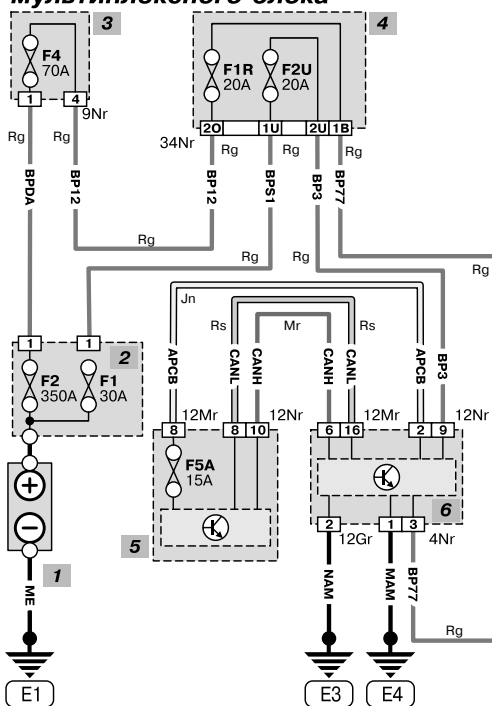 мультиплексного блока
3
4
F4
70A
F1R
20A
F2U
20A
1
4
9Nr
2O
1U
2U
1B
34Nr
Rg
Rg
Rg
Rg
Rg
Rg
BPDA
BP12
BP12
BPS1
BP3
BP77
Rg
Rg
Rg
Rg
Jn
Rs
Mr
Rs
1
1
2
F2
350A
F1
30A
APCB
CANL
CANH
CANH
CANL
APCB
BP3
12Mr
12Nr
12Mr
12Nr
8
8
10
6
16
2
9
F5A
15A
+
−
5
6
2
1
3
12Gr
4Nr
1
ME
NAM
MAM
BP77
Rg
E1
E3
E4